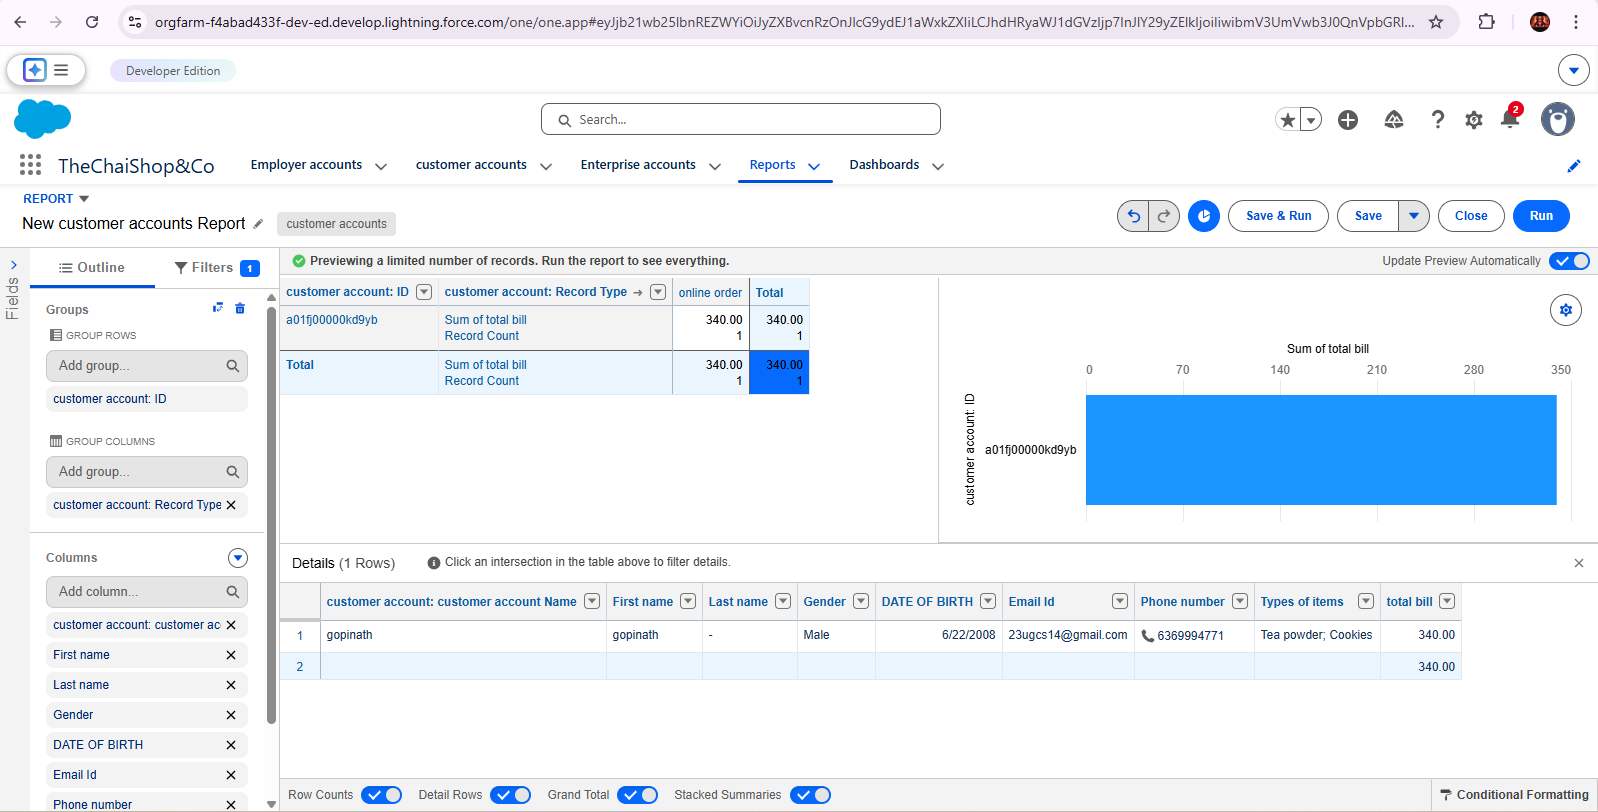 orgfarm-f4abad433f-dev-ed.develop.lightning.force.com/one/one.app#eyJjb21wb25lbnREZWYiOiJyZXBvcnRzOnJlcG9ydEJ1aWxkZXIiLCJhdHRyaWJ1dGVzIjp7InJlY29yZElkIjoiIiwibmV3UmVwb3J0QnVpbGRl...
Developer Edition
Search...
2
TheChaiShop&Co
Employer accounts
customer accounts
Enterprise accounts
Reports
Dashboards
REPORT
New customer accounts Report
customer accounts
Save & Run
Save
Close
Run
Fields
Outline
Filters 1
Previewing a limited number of records. Run the report to see everything.
Update Preview Automatically
Groups
GROUP ROWS
Add group...
customer account: ID
GROUP COLUMNS
Add group...
customer account: Record Type
Columns
Add column...
customer account: customer ac
First name
Last name
Gender
DATE OF BIRTH
Email Id
Phone number
customer account: ID customer account: Record Type → online order Total
a01fj00000kd9yb Sum of total bill 340.00 340.00
Record Count 1 1
Total Sum of total bill 340.00 340.00
Record Count 1 1
Sum of total bill
0 70 140 210 280 350
customer account: ID
a01fj00000kd9yb
Details (1 Rows)
Click an intersection in the table above to filter details.
customer account: customer account Name First name Last name Gender DATE OF BIRTH Email Id Phone number Types of items total bill
1 gopinath gopinath - Male 6/22/2008 23ugcs14@gmail.com 6369994771 Tea powder; Cookies 340.00
2 340.00
Row Counts
Detail Rows
Grand Total
Stacked Summaries
Conditional Formatting